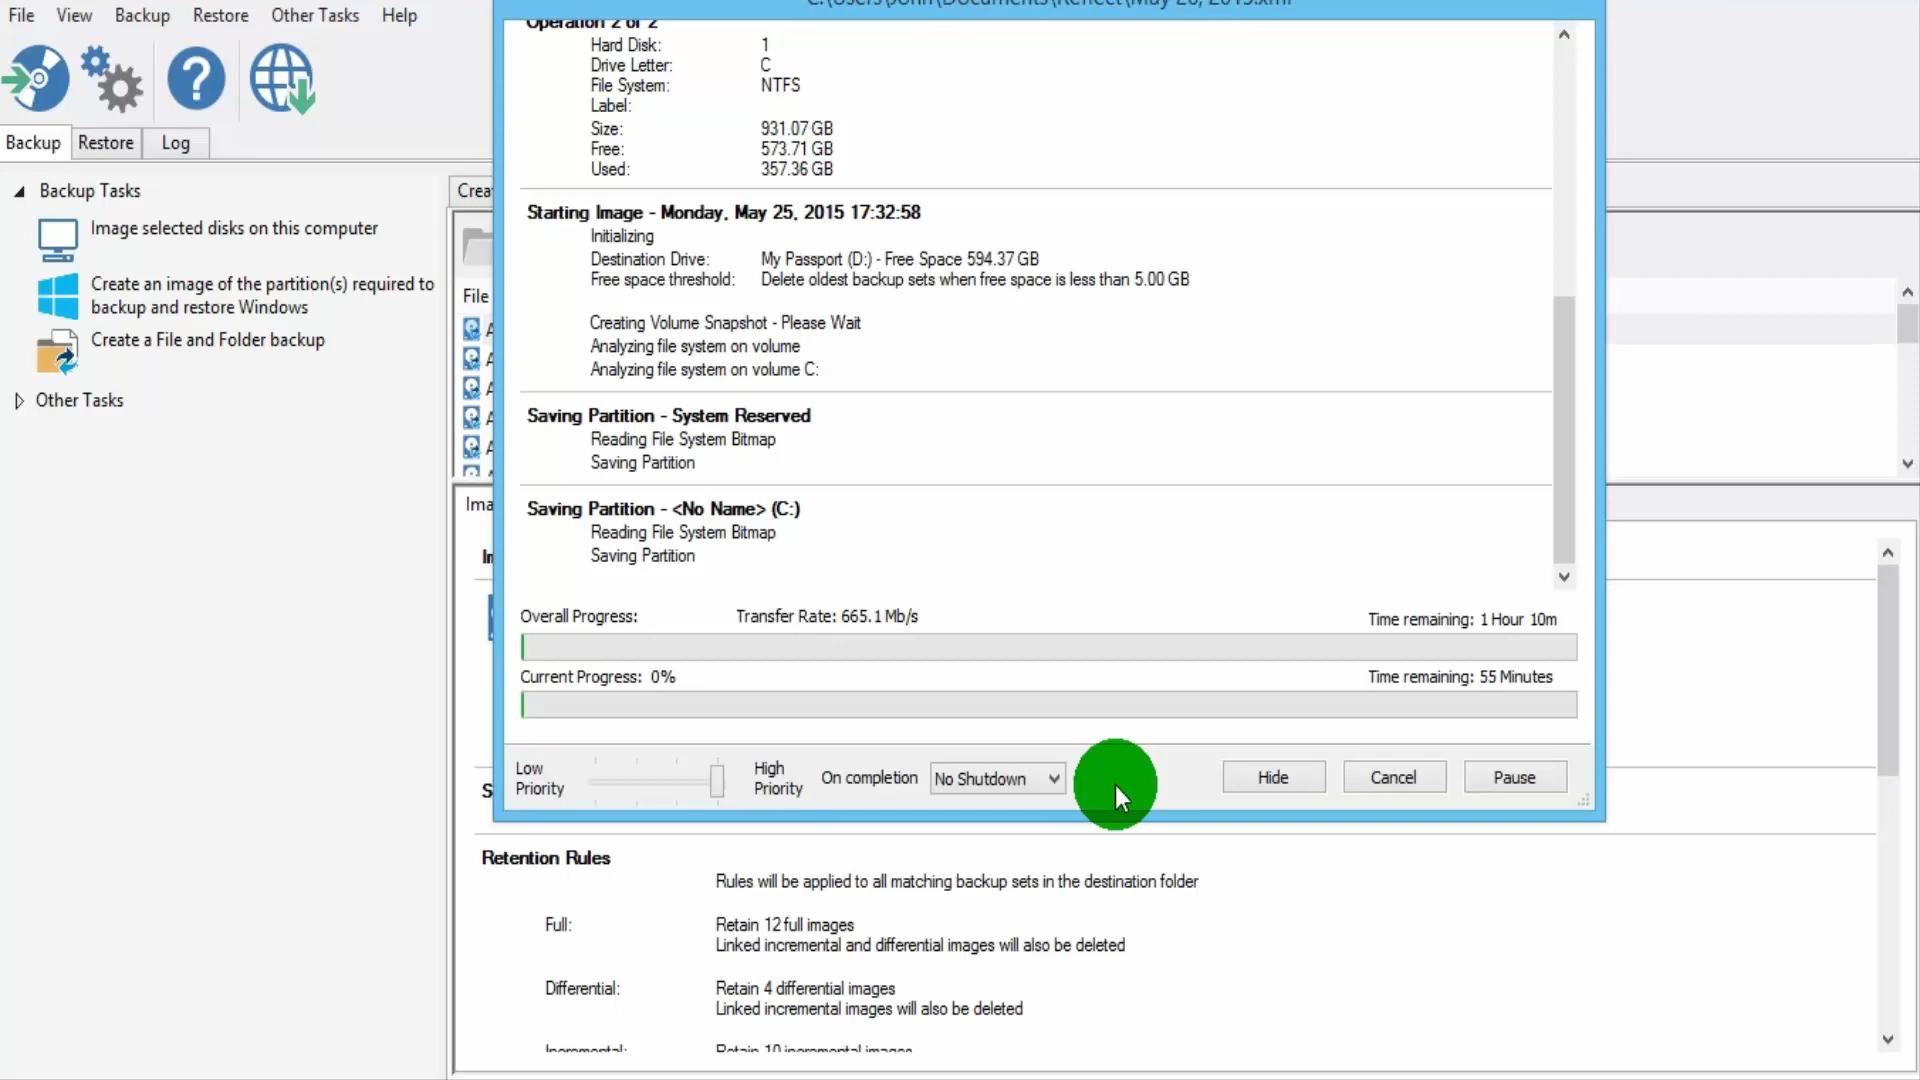 File View Backup Restore Other Tasks Help
Backup Restore Log
Backup Tasks
Image selected disks on this computer
Create an image of the partition(s) required to
backup and restore Windows
Create a File and Folder backup
Other Tasks
File
Operation 2 of 2
Hard Disk: 1
Drive Letter: C
File System: NTFS
Label:
Size: 931.07 GB
Free: 573.71 GB
Used: 357.36 GB
Starting Image - Monday, May 25, 2015 17:32:58
Initializing
Destination Drive: My Passport (D:) - Free Space 594.37 GB
Free space threshold: Delete oldest backup sets when free space is less than 5.00 GB
Creating Volume Snapshot - Please Wait
Analyzing file system on volume
Analyzing file system on volume C:
Saving Partition - System Reserved
Reading File System Bitmap
Saving Partition
Saving Partition - <No Name> (C:)
Reading File System Bitmap
Saving Partition
Overall Progress: Transfer Rate: 665.1 Mb/s Time remaining: 1 Hour 10m
Current Progress: 0% Time remaining: 55 Minutes
Low
Priority
High
Priority
On completion No Shutdown Hide Cancel Pause
Retention Rules
Rules will be applied to all matching backup sets in the destination folder
Full: Retain 12 full images
Linked incremental and differential images will also be deleted
Differential: Retain 4 differential images
Linked incremental images will also be deleted
Incremental: Retain 10 incremental images